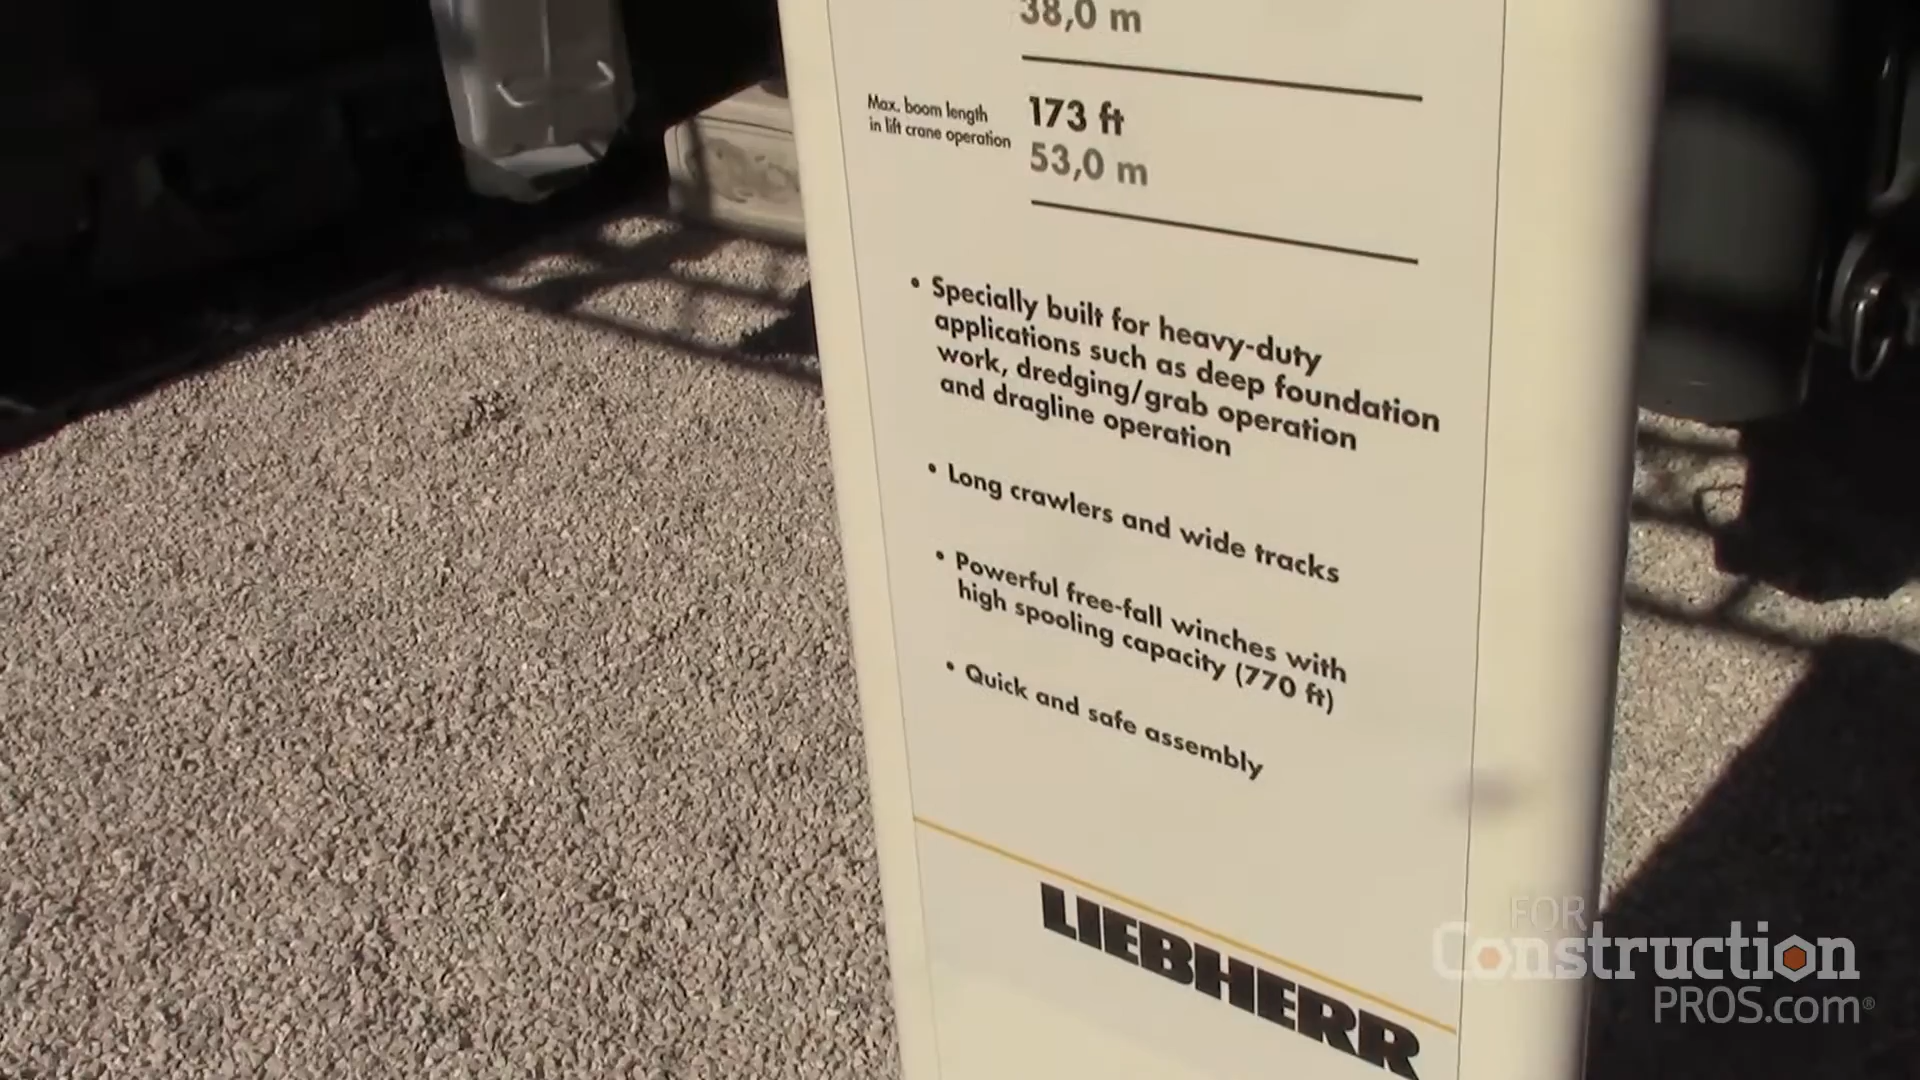 38,0 m
Max. boom length
in lift crane operation
173 ft
53,0 m
• Specially built for heavy-duty
applications such as deep foundation
work, dredging/grab operation
and dragline operation
• Long crawlers and wide tracks
• Powerful free-fall winches with
high spooling capacity (770 ft)
• Quick and safe assembly
LIEBHERR
FOR
Construction
PROS.com®